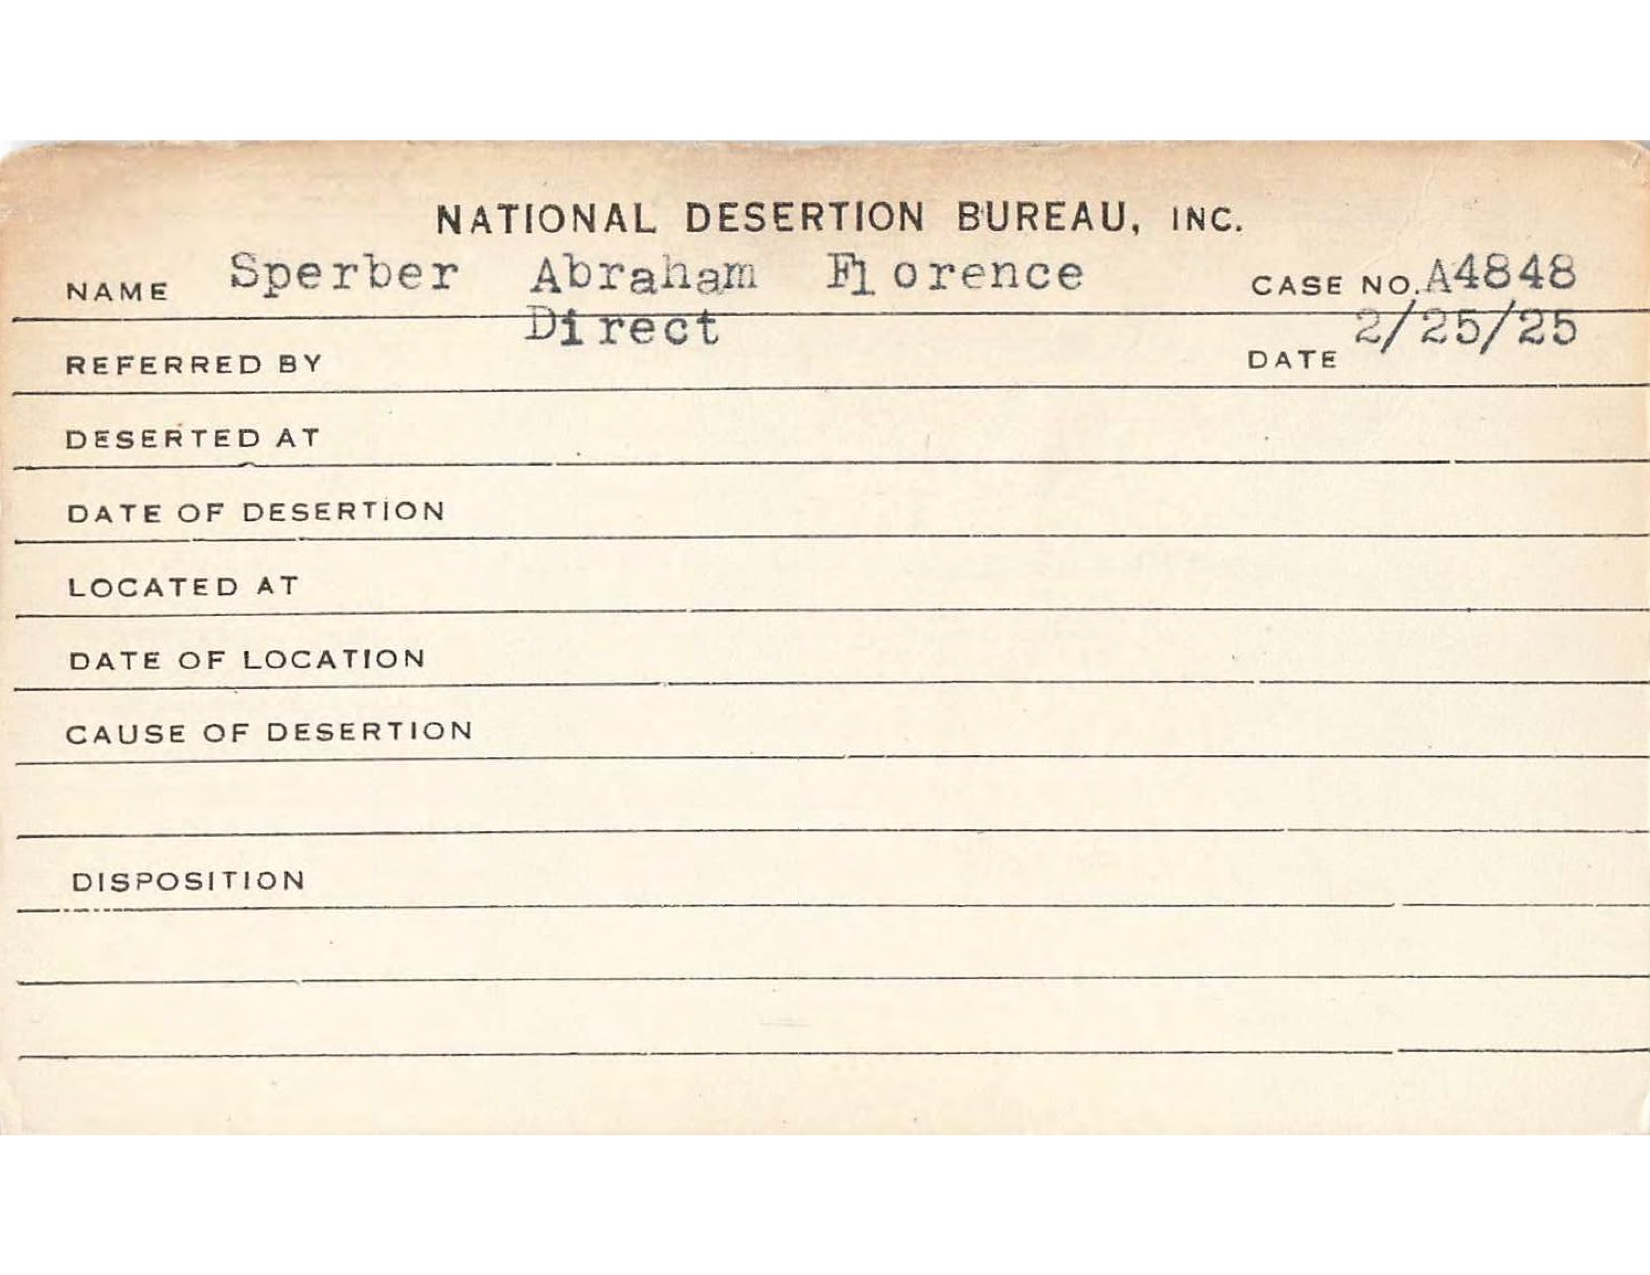 NATIONAL DESERTION BUREAU, INC.
NAME Sperber Abraham Florence CASE NO. A4848
REFERRED BY Direct DATE 2/25/25
DESERTED AT
DATE OF DESERTION
LOCATED AT
DATE OF LOCATION
CAUSE OF DESERTION
DISPOSITION